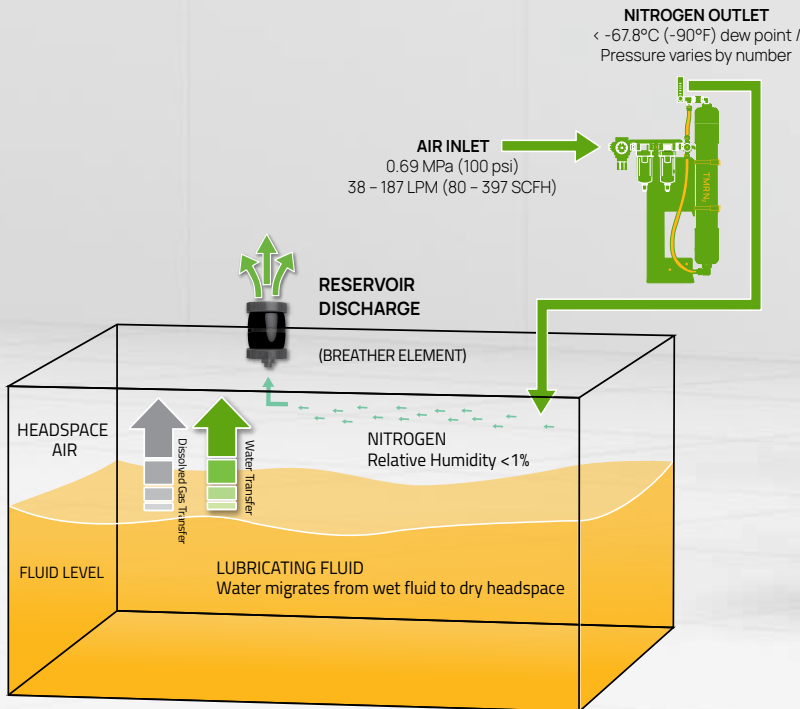 NITROGEN OUTLET
< -67.8°C (-90°F) dew point /
Pressure varies by number
AIR INLET
0.69 MPa (100 psi)
38 – 187 LPM (80 – 397 SCFH)
TMRN₂
RESERVOIR
DISCHARGE
(BREATHER ELEMENT)
HEADSPACE
AIR
Dissolved Gas Transfer
Water Transfer
NITROGEN
Relative Humidity <1%
FLUID LEVEL
LUBRICATING FLUID
Water migrates from wet fluid to dry headspace